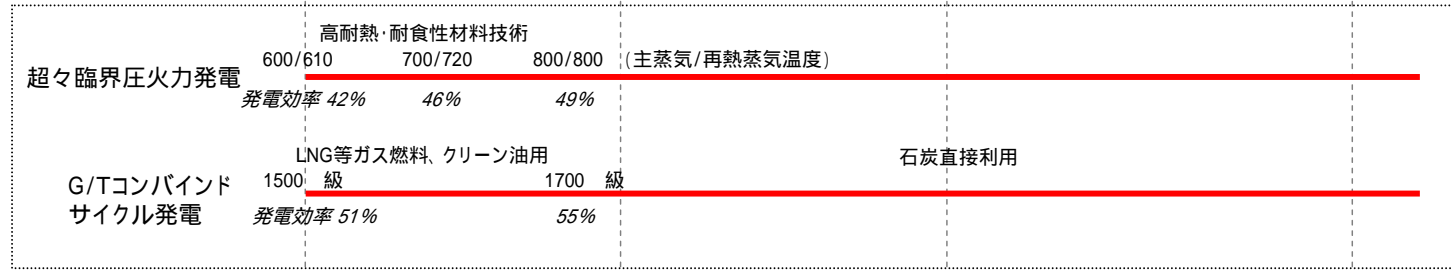 高耐熱・耐食性材料技術
600/610 700/720 800/800 (主蒸気/再熱蒸気温度)
超々臨界圧火力発電
発電効率 42% 46% 49%
LNG等ガス燃料、クリーン油用 石炭直接利用
1500 級 1700 級
G/Tコンバインド
サイクル発電
発電効率 51% 55%